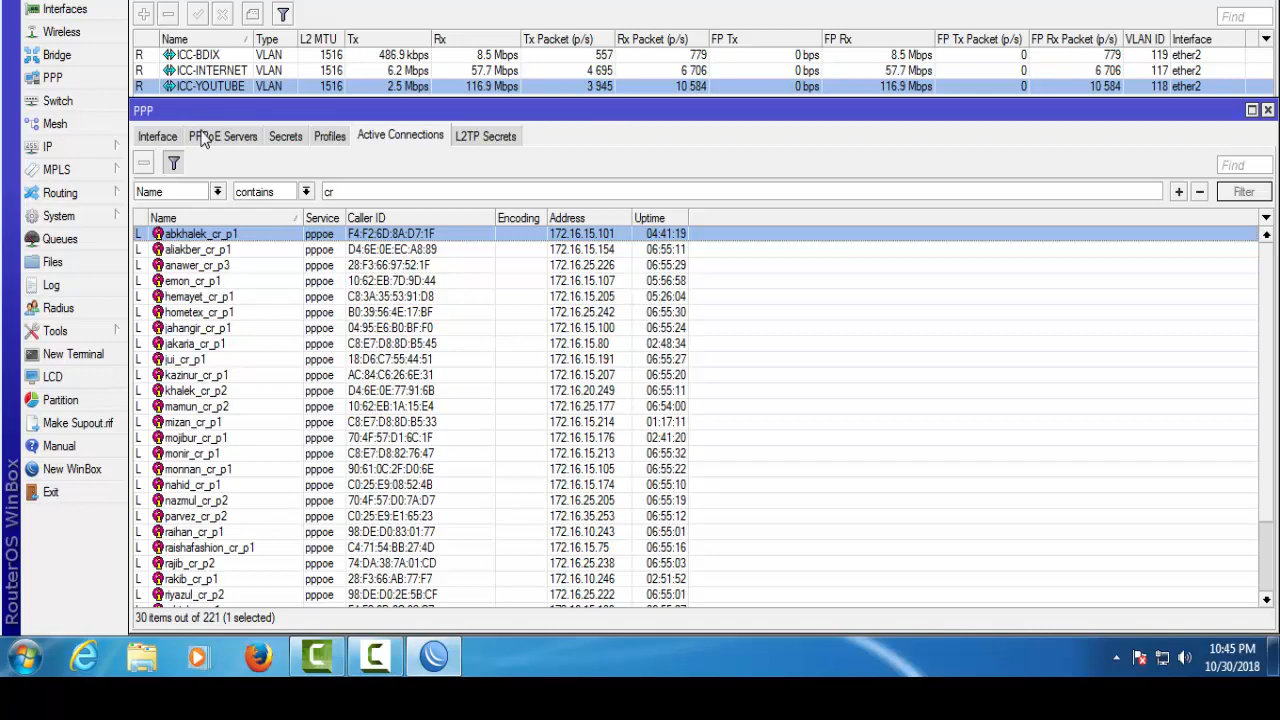 Interfaces
Wireless
Bridge
PPP
Switch
Mesh
IP
MPLS
Routing
System
Queues
Files
Log
Radius
Tools
New Terminal
LCD
Partition
Make Supout.rif
Manual
New WinBox
Exit
RouterOS WinBox
Find
Name Type L2 MTU Tx Rx Tx Packet (p/s) Rx Packet (p/s) FP Tx FP Rx FP Tx Packet (p/s) FP Rx Packet (p/s) VLAN ID Interface
R ICC-BDIX VLAN 1516 486.9 kbps 8.5 Mbps 557 779 0 bps 8.5 Mbps 0 779 119 ether2
R ICC-INTERNET VLAN 1516 6.2 Mbps 57.7 Mbps 4 695 6 706 0 bps 57.7 Mbps 0 6 706 117 ether2
R ICC-YOUTUBE VLAN 1516 2.5 Mbps 116.9 Mbps 3 945 10 584 0 bps 116.9 Mbps 0 10 584 118 ether2
PPP
Interface PPPoE Servers Secrets Profiles Active Connections L2TP Secrets
Find
Name contains cr Filter
Name Service Caller ID Encoding Address Uptime
L abkhalek_cr_p1 pppoe F4:F2:6D:8A:D7:1F 172.16.15.101 04:41:19
L aliakber_cr_p1 pppoe D4:6E:0E:EC:A8:89 172.16.15.154 06:55:11
L anawer_cr_p3 pppoe 28:F3:66:97:52:1F 172.16.25.226 06:55:29
L emon_cr_p1 pppoe 10:62:EB:7D:9D:44 172.16.15.107 05:56:58
L hemayet_cr_p1 pppoe C8:3A:35:53:91:D8 172.16.15.205 05:26:04
L hometex_cr_p1 pppoe B0:39:56:4E:17:BF 172.16.25.242 06:55:30
L jahangir_cr_p1 pppoe 04:95:E6:B0:BF:F0 172.16.15.100 06:55:24
L jakaria_cr_p1 pppoe C8:E7:D8:8D:B5:45 172.16.15.80 02:48:34
L jui_cr_p1 pppoe 18:D6:C7:55:44:51 172.16.15.191 06:55:27
L kazinur_cr_p1 pppoe AC:84:C6:26:6E:31 172.16.15.207 06:55:20
L khalek_cr_p2 pppoe D4:6E:0E:77:91:6B 172.16.20.249 06:55:11
L mamun_cr_p2 pppoe 10:62:EB:1A:15:E4 172.16.25.177 06:54:00
L mizan_cr_p1 pppoe C8:E7:D8:8D:B5:33 172.16.15.214 01:17:11
L mojibur_cr_p1 pppoe 70:4F:57:D1:6C:1F 172.16.15.176 02:41:20
L monir_cr_p1 pppoe C8:E7:D8:82:76:47 172.16.15.213 06:55:32
L monnan_cr_p1 pppoe 90:61:0C:2F:D0:6E 172.16.15.105 06:55:22
L nahid_cr_p1 pppoe C0:25:E9:08:52:4B 172.16.15.174 06:55:10
L nazmul_cr_p2 pppoe 70:4F:57:D0:7A:D7 172.16.25.205 06:55:19
L parvez_cr_p2 pppoe C0:25:E9:E1:65:23 172.16.35.253 06:55:12
L raihan_cr_p1 pppoe 98:DE:D0:83:01:77 172.16.10.243 06:55:01
L raishafashion_cr_p1 pppoe C4:71:54:BB:27:4D 172.16.15.75 06:55:16
L rajib_cr_p2 pppoe 74:DA:38:7A:01:CD 172.16.25.238 06:55:03
L rakib_cr_p1 pppoe 28:F3:66:AB:77:F7 172.16.10.246 02:51:52
L riyazul_cr_p2 pppoe 98:DE:D0:2E:5B:CF 172.16.25.222 06:55:01
30 items out of 221 (1 selected)
10:45 PM
10/30/2018